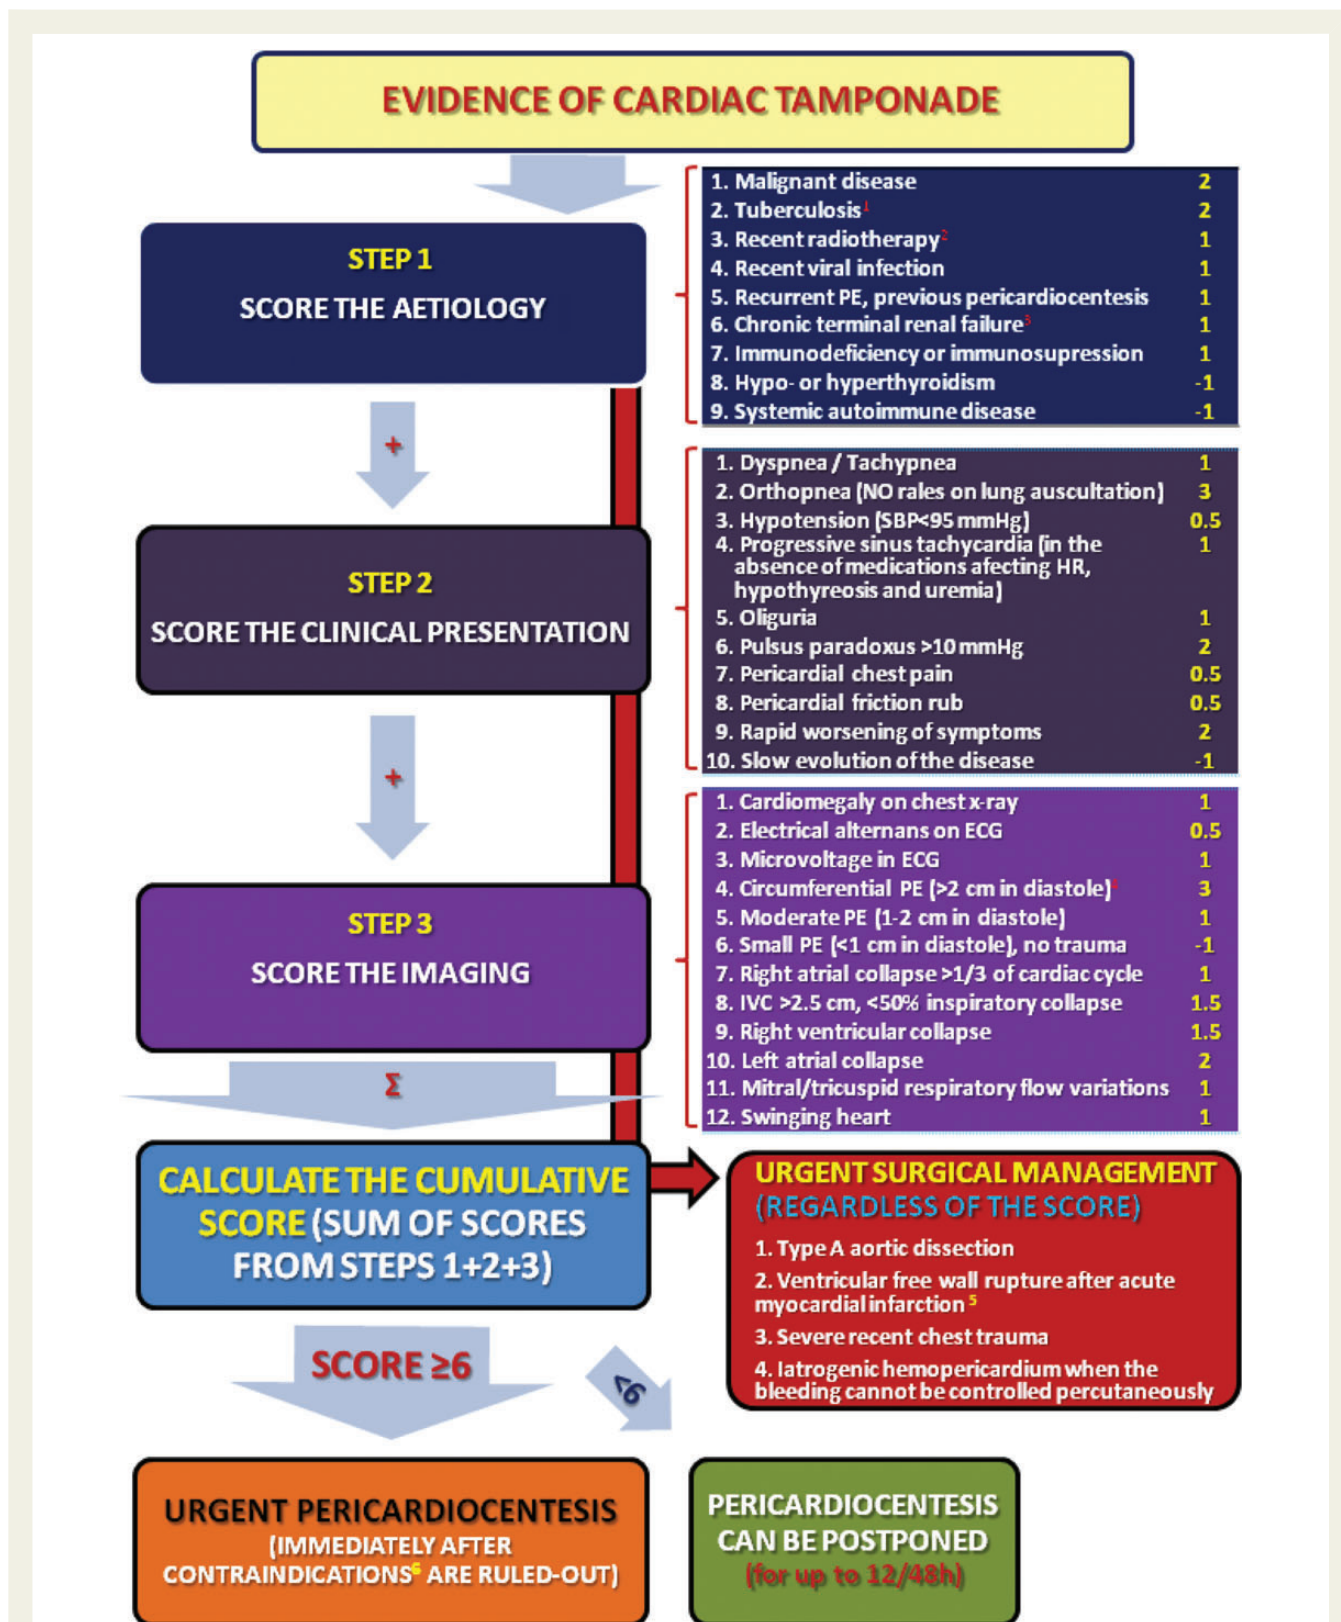 EVIDENCE OF CARDIAC TAMPONADE
STEP 1
SCORE THE AETIOLOGY
1. Malignant disease 2
2. Tuberculosis1 2
3. Recent radiotherapy2 1
4. Recent viral infection 1
5. Recurrent PE, previous pericardiocentesis 1
6. Chronic terminal renal failure3 1
7. Immunodeficiency or immunosupression 1
8. Hypo- or hyperthyroidism -1
9. Systemic autoimmune disease -1
+
STEP 2
SCORE THE CLINICAL PRESENTATION
1. Dyspnea / Tachypnea 1
2. Orthopnea (NO rales on lung auscultation) 3
3. Hypotension (SBP<95 mmHg) 0.5
4. Progressive sinus tachycardia (in the 1
absence of medications afecting HR,
hypothyreosis and uremia)
5. Oliguria 1
6. Pulsus paradoxus >10 mmHg 2
7. Pericardial chest pain 0.5
8. Pericardial friction rub 0.5
9. Rapid worsening of symptoms 2
10. Slow evolution of the disease -1
+
STEP 3
SCORE THE IMAGING
1. Cardiomegaly on chest x-ray 1
2. Electrical alternans on ECG 0.5
3. Microvoltage in ECG 1
4. Circumferential PE (>2 cm in diastole)4 3
5. Moderate PE (1-2 cm in diastole) 1
6. Small PE (<1 cm in diastole), no trauma -1
7. Right atrial collapse >1/3 of cardiac cycle 1
8. IVC >2.5 cm, <50% inspiratory collapse 1.5
9. Right ventricular collapse 1.5
10. Left atrial collapse 2
11. Mitral/tricuspid respiratory flow variations 1
12. Swinging heart 1
Σ
CALCULATE THE CUMULATIVE
SCORE (SUM OF SCORES
FROM STEPS 1+2+3)
URGENT SURGICAL MANAGEMENT
(REGARDLESS OF THE SCORE)
1. Type A aortic dissection
2. Ventricular free wall rupture after acute
myocardial infarction 5
3. Severe recent chest trauma
4. Iatrogenic hemopericardium when the
bleeding cannot be controlled percutaneously
SCORE ≥6
<6
URGENT PERICARDIOCENTESIS
(IMMEDIATELY AFTER
CONTRAINDICATIONS6 ARE RULED-OUT)
PERICARDIOCENTESIS
CAN BE POSTPONED
(for up to 12/48h)